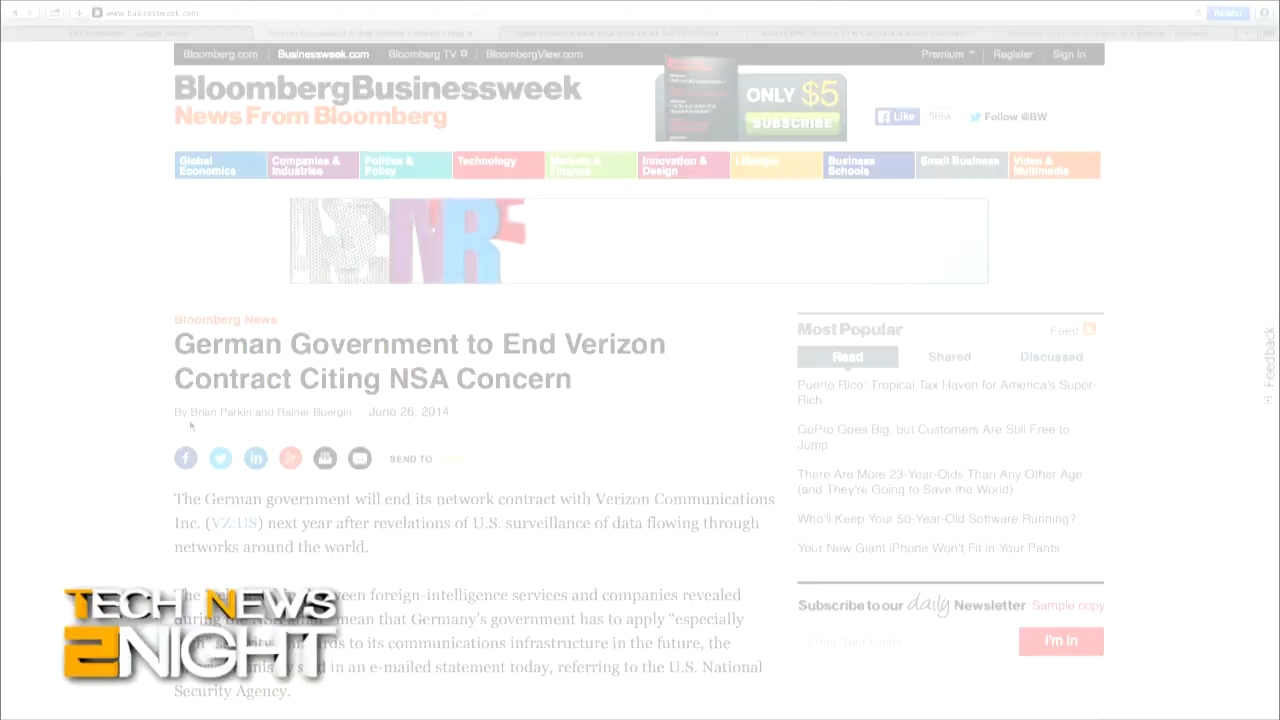 www.businessweek.com
Reader
Bloomberg.com
Businessweek.com
Bloomberg TV
BloombergView.com
Premium
Register
Sign In
BloombergBusinessweek
News From Bloomberg
ONLY $5
SUBSCRIBE
Like
Follow @BW
Global
Economics
Companies &
Industries
Politics &
Policy
Technology
Markets &
Finance
Innovation &
Design
Lifestyle
Business
Schools
Small Business
Video &
Multimedia
Bloomberg News
German Government to End Verizon
Contract Citing NSA Concern
By Brian Parkin and Rainer Buergin June 26, 2014
SEND TO
The German government will end its network contract with Verizon Communications
Inc. (VZ:US) next year after revelations of U.S. surveillance of data flowing through
networks around the world.
The foreign-intelligence services and companies revealed
during the mean that Germany's government has to apply “especially
to its communications infrastructure in the future, the
in an e-mailed statement today, referring to the U.S. National
Security Agency.
Most Popular
Feed
Read
Shared
Discussed
Puerto Rico: Tropical Tax Haven for America's Super-
Rich
GoPro Goes Big, but Customers Are Still Free to
Jump
There Are More 23-Year-Olds Than Any Other Age
(and They're Going to Save the World)
Who'll Keep Your 50-Year-Old Software Running?
Your New Giant iPhone Won't Fit in Your Pants
Subscribe to our daily Newsletter Sample copy
Enter Your Email
I'm in
Feedback
TECH NEWS
2NIGHT